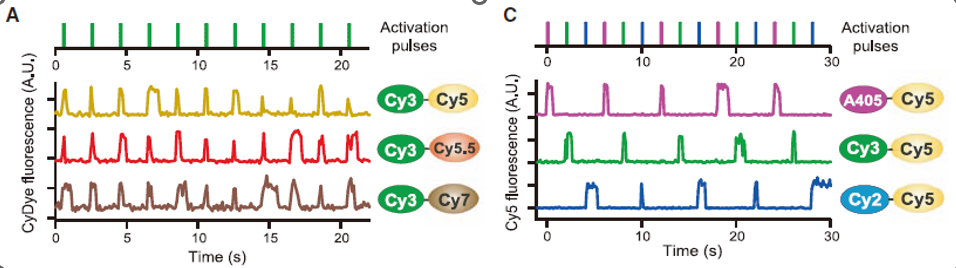 A
Activation
pulses
0 5 10 15 20
CyDye fluorescence (A.U.)
Cy3 Cy5
Cy3 Cy5.5
Cy3 Cy7
0 5 10 15 20
Time (s)
C
Activation
pulses
0 10 20 30
Cy5 fluorescence (A.U.)
A405 Cy5
Cy3 Cy5
Cy2 Cy5
0 10 20 30
Time (s)